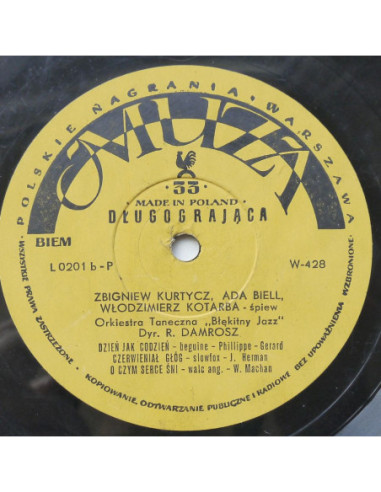 POLSKIE NAGRANIA • WARSZAWA
MUZA
33
MADE IN POLAND
DŁUGOGRAJĄCA
BIEM
L 0201 b-P
W-428
ZBIGNIEW KURTYCZ, ADA BIELL,
WŁODZIMIERZ KOTARBA - śpiew
Orkiestra Taneczna „Błękitny Jazz"
Dyr. R. DAMROSZ
DZIEŃ JAK CODZIEŃ - beguine - Phillippe - Gerard
CZERWIENIAŁ GŁÓG - slowfox - J. Herman
O CZYM SERCE ŚNI - walc ang. - W. Machan
• WSZYSTKIE PRAWA ZASTRZEŻONE • KOPIOWANIE, ODTWARZANIE PUBLICZNE I RADIOWE BEZ UPOWAŻNIENIA WZBRONIONE •